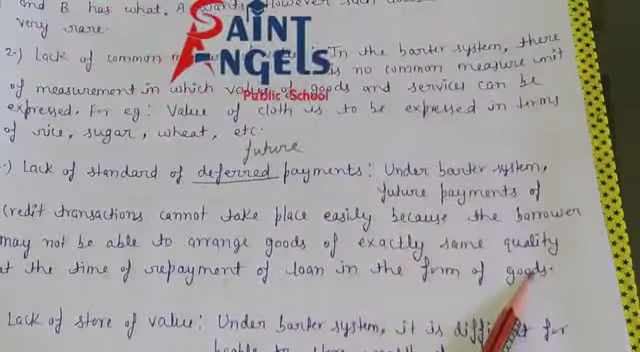 and B has what A wants. However such
very rare.
SAINT
ANGELS
Public School
2-) Lack of common : In the barter system, there
is no common measure unit
of measurement in which value of goods and services can be
expressed. For eg: Value of cloth is to be expressed in terms
of rice, sugar, wheat, etc.
future
-) Lack of standard of deferred payments: Under barter system,
future payments of
Credit transactions cannot take place easily because the borrower
may not be able to arrange goods of exactly same quality
at the time of repayment of loan in the form of goods.
Lack of store of value: Under barter system, it is for